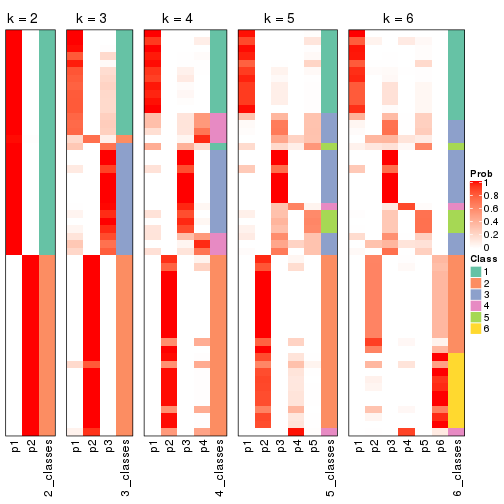 k = 2
k = 3
k = 4
k = 5
k = 6
Prob
1
0.8
0.6
0.4
0.2
0
Class
1
2
3
4
5
6
p1
p2
2_classes
p1
p2
p3
3_classes
p1
p2
p3
p4
4_classes
p1
p2
p3
p4
p5
5_classes
p1
p2
p3
p4
p5
p6
6_classes